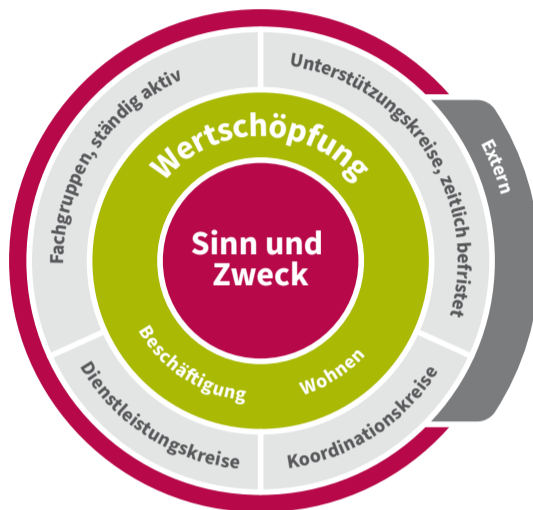 Fachgruppen, ständig aktiv
Unterstützungskreise, zeitlich befristet
Extern
Wertschöpfung
Sinn und
Zweck
Beschäftigung
Wohnen
Dienstleistungskreise
Koordinationskreise